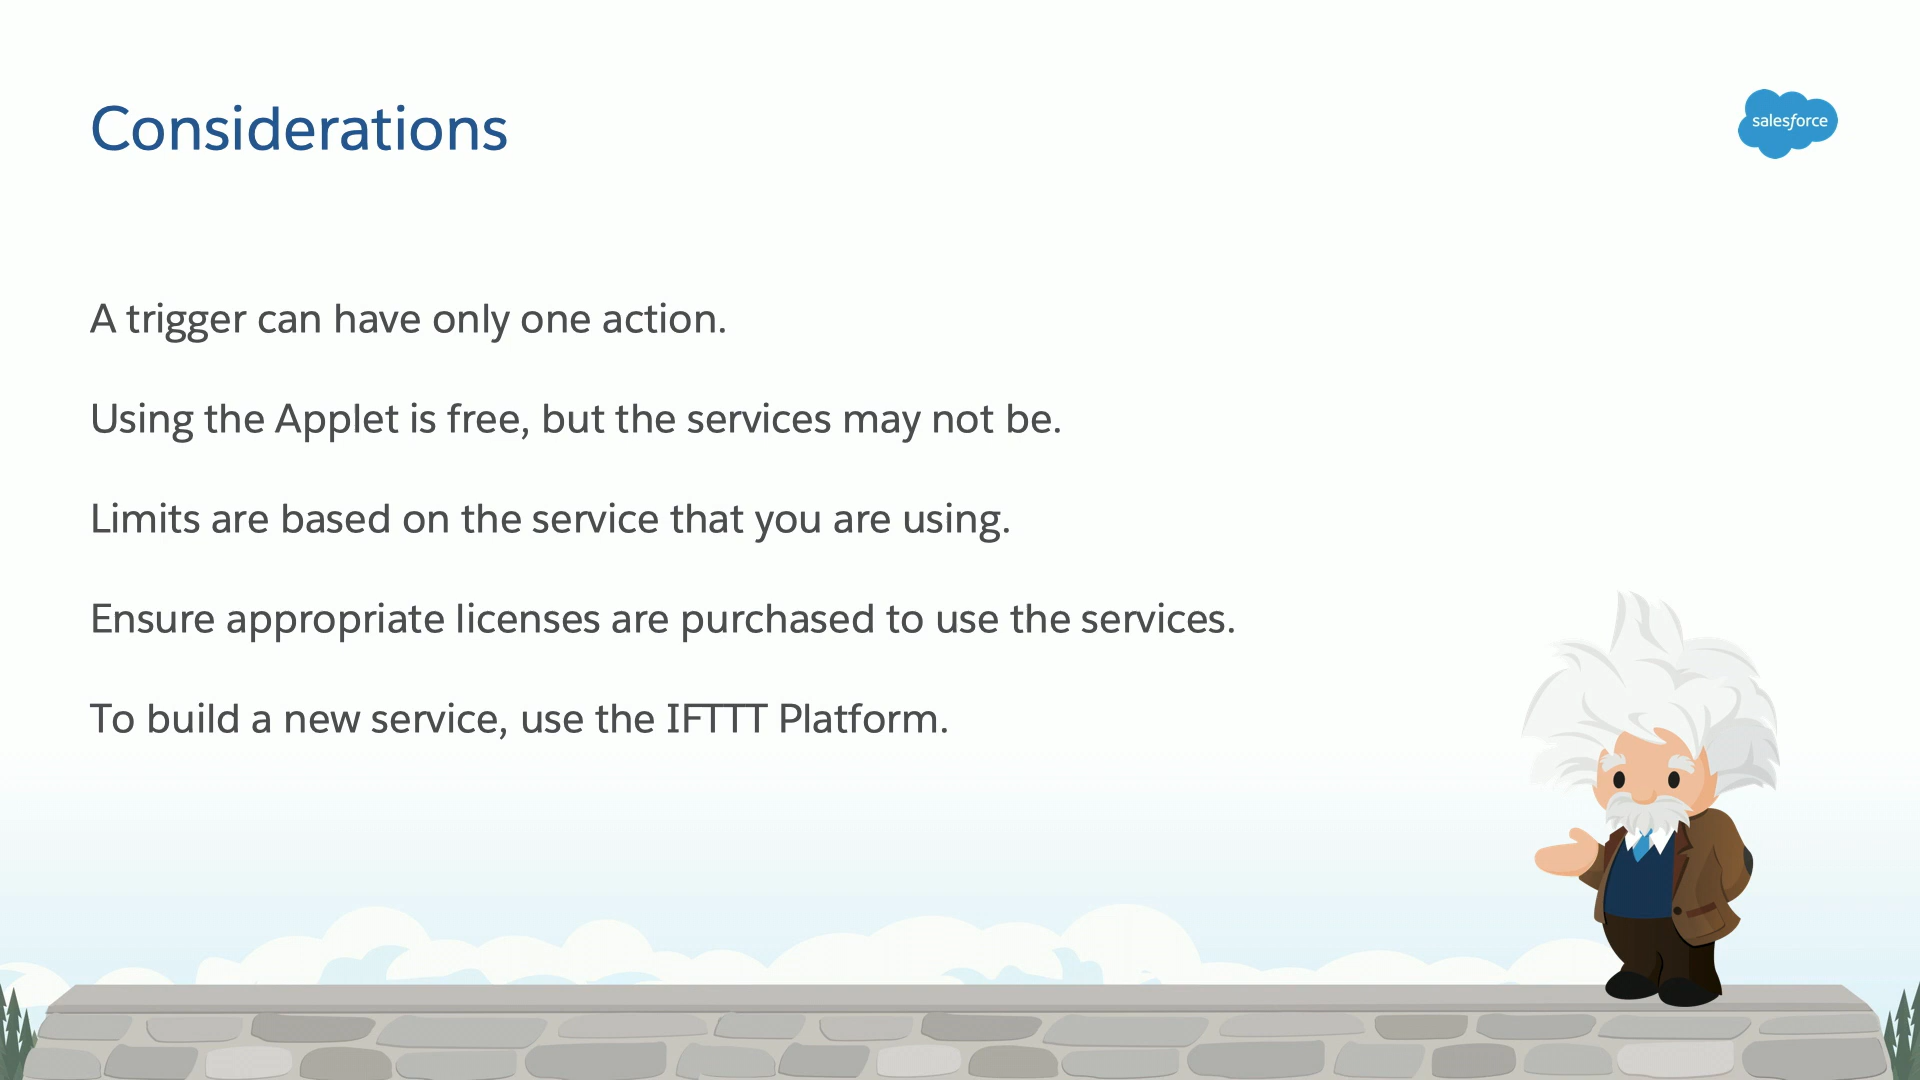 Considerations
salesforce
A trigger can have only one action.
Using the Applet is free, but the services may not be.
Limits are based on the service that you are using.
Ensure appropriate licenses are purchased to use the services.
To build a new service, use the IFTTT Platform.